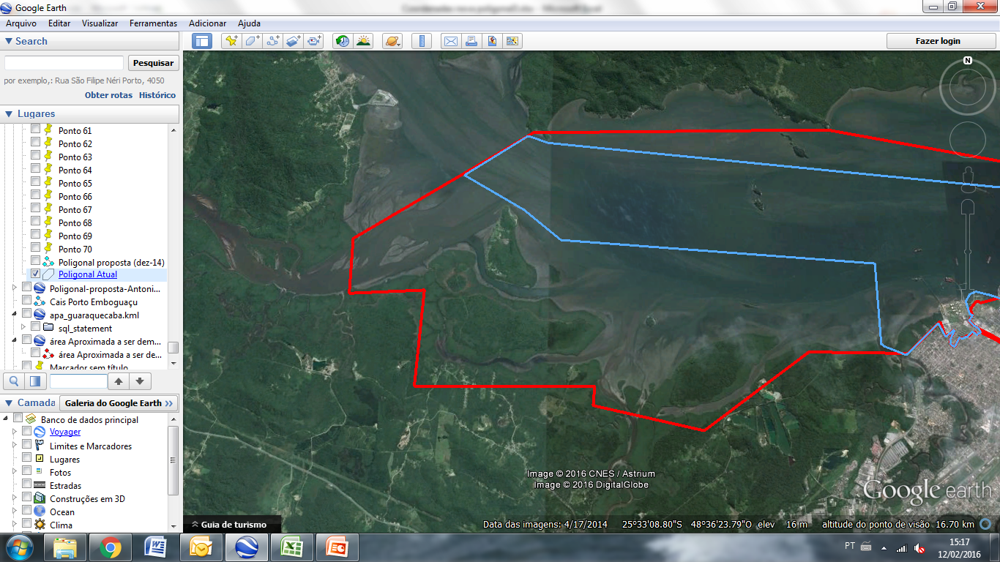 Google Earth
Arquivo Editar Visualizar Ferramentas Adicionar Ajuda
Search
Pesquisar
por exemplo,: Rua São Filipe Néri Porto, 4050
Obter rotas Histórico
Lugares
Ponto 61
Ponto 62
Ponto 63
Ponto 64
Ponto 65
Ponto 66
Ponto 67
Ponto 68
Ponto 69
Ponto 70
Poligonal proposta (dez-14)
Poligonal Atual
Poligonal-proposta-Antoni...
Cais Porto Emboguaçu
apa_guaraquecaba.kml
sql_statement
área Aproximada a ser dem...
área Aproximada a ser de...
Marcador sem título
Camada
Galeria do Google Earth >>
Banco de dados principal
Voyager
Limites e Marcadores
Lugares
Fotos
Estradas
Construções em 3D
Ocean
Clima
Fazer login
N
Image © 2016 CNES / Astrium
Image © 2016 DigitalGlobe
Google earth
Guia de turismo
Data das imagens: 4/17/2014 25°33'08.80"S 48°36'23.79"O elev 16 m altitude do ponto de visão 16.70 km
PT
15:17
12/02/2016